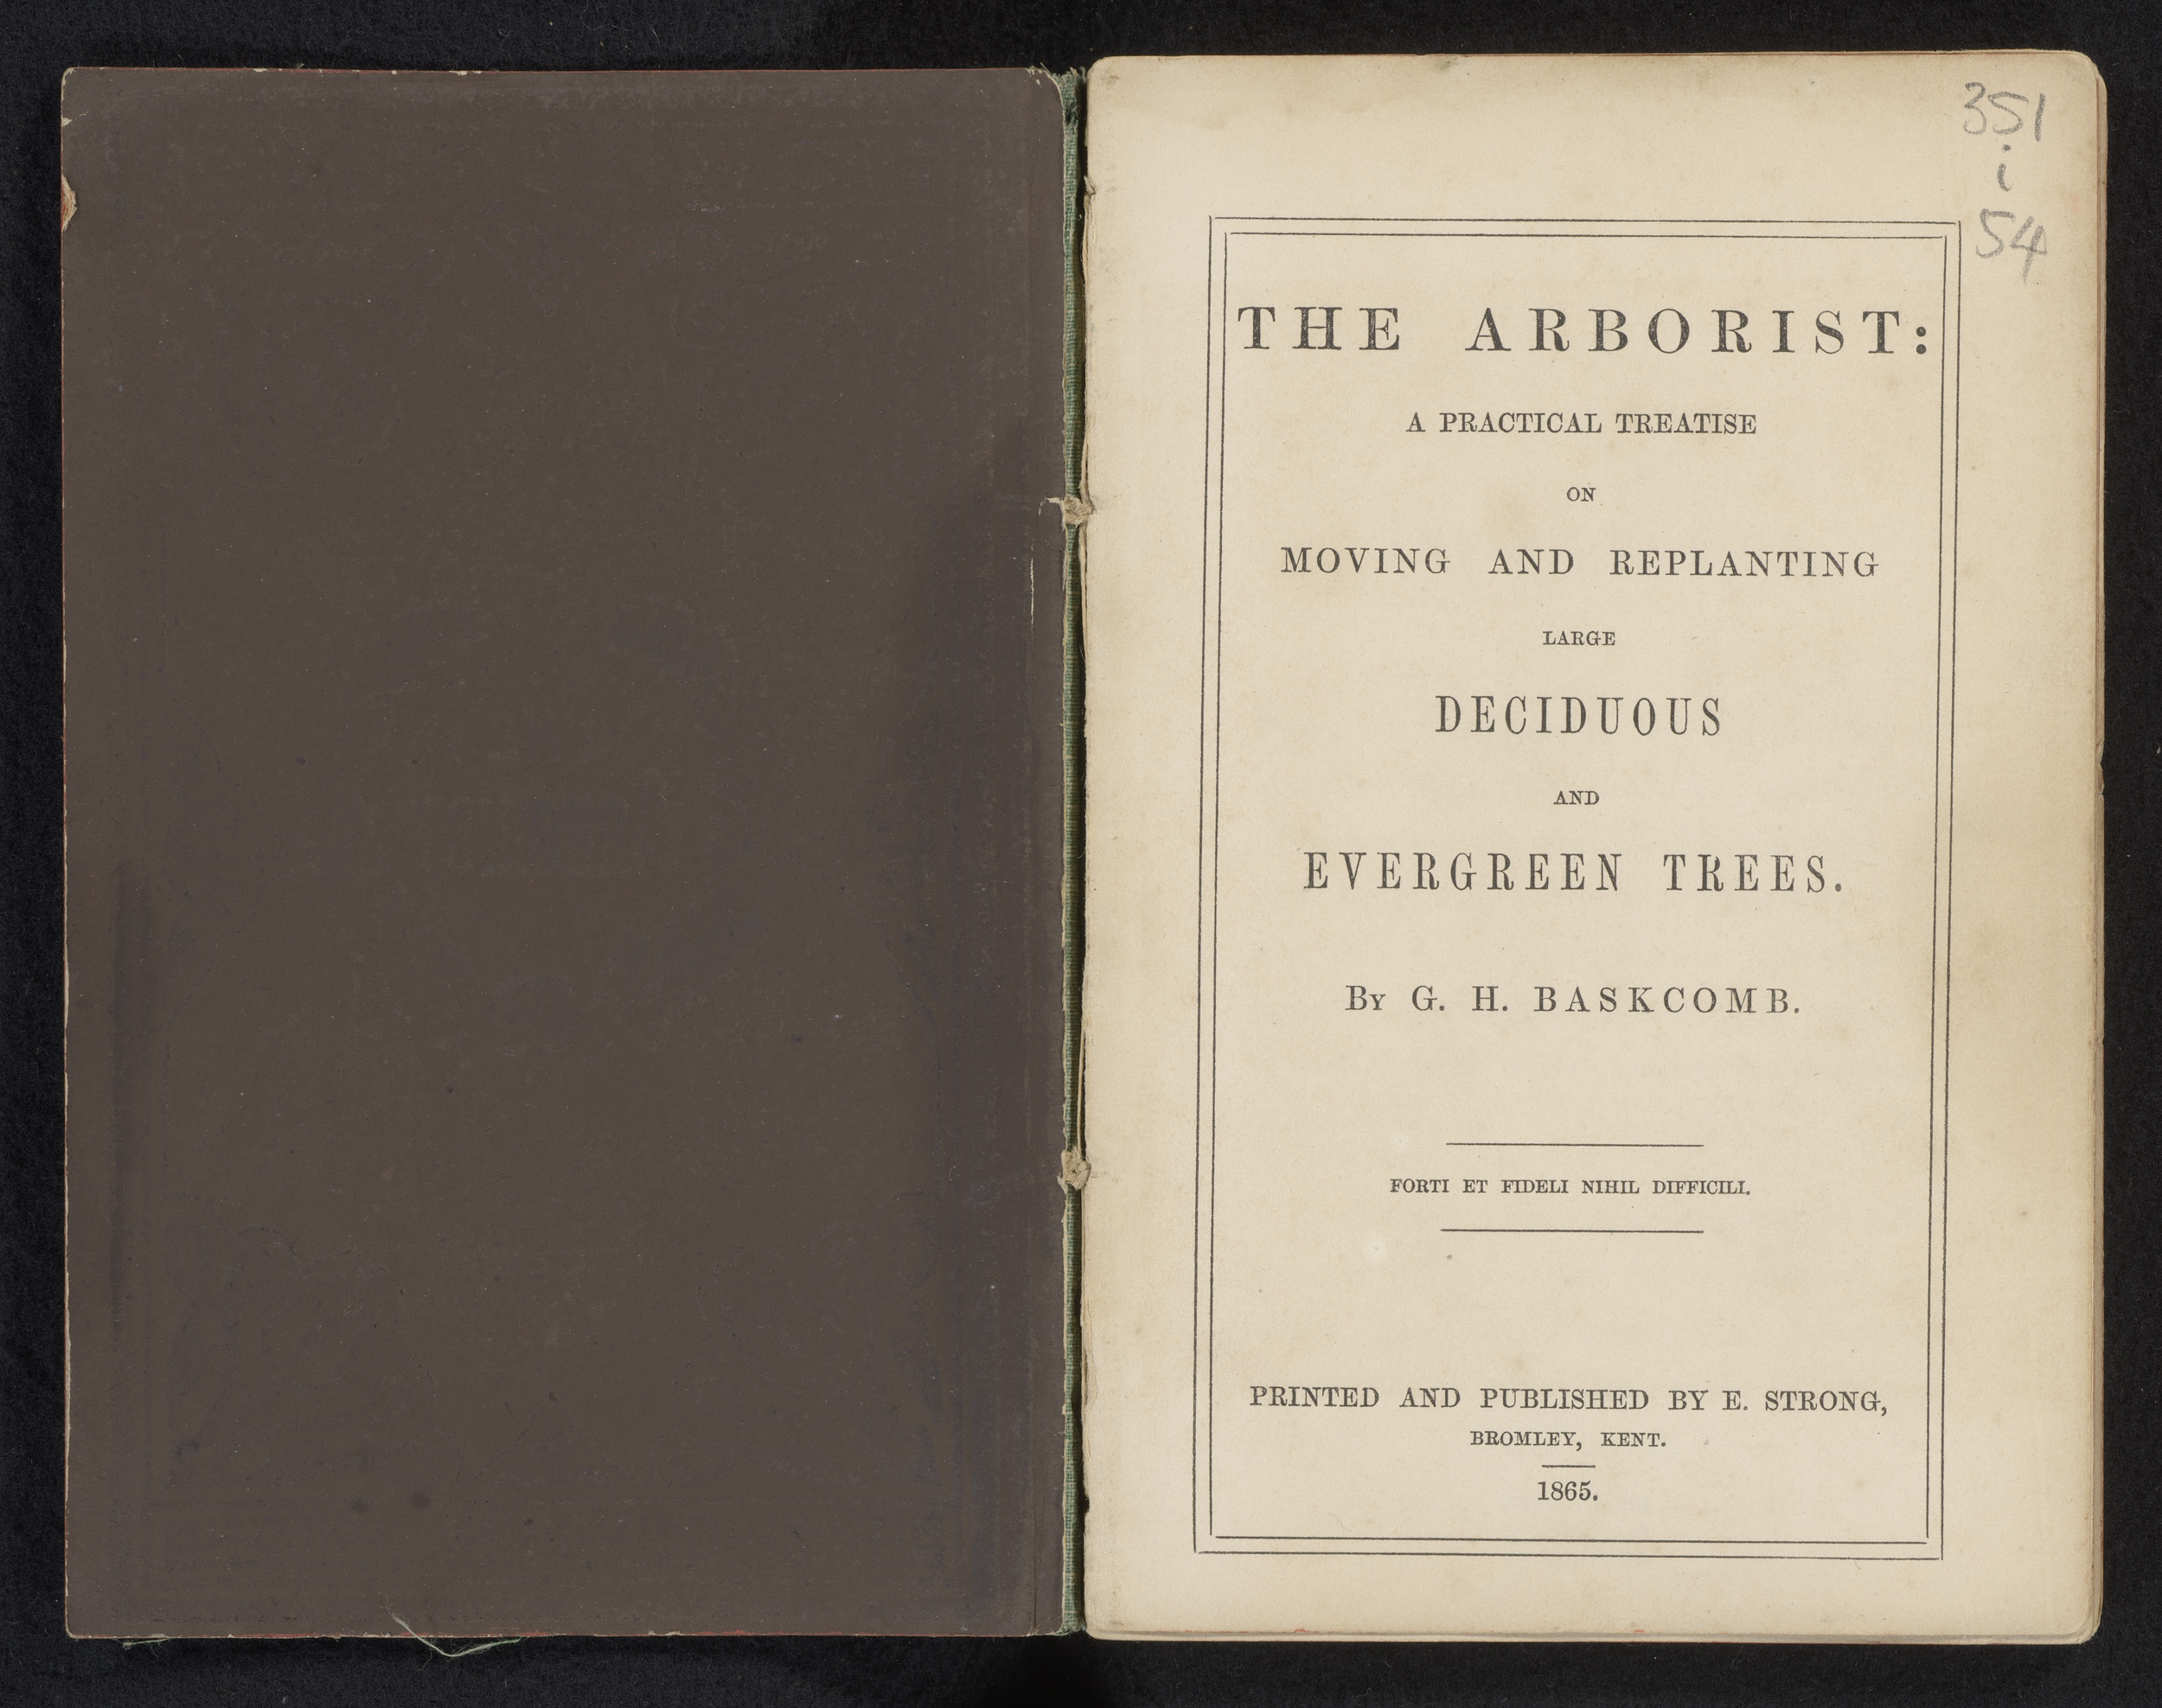 351
i
54
THE ARBORIST:
A PRACTICAL TREATISE
ON
MOVING AND REPLANTING
LARGE
DECIDUOUS
AND
EVERGREEN TREES.
By G. H. BASKCOMB.
FORTI ET FIDELI NIHIL DIFFICILI.
PRINTED AND PUBLISHED BY E. STRONG,
BROMLEY, KENT.
1865.